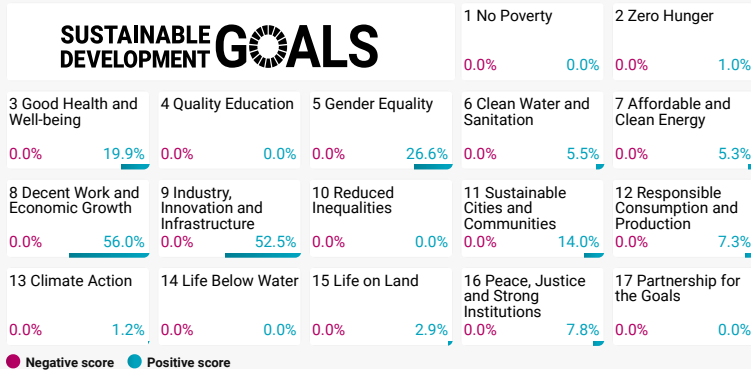 SUSTAINABLE
DEVELOPMENT
GOALS
1 No Poverty
0.0% 0.0%
2 Zero Hunger
0.0% 1.0%
3 Good Health and
Well-being
0.0% 19.9%
4 Quality Education
0.0% 0.0%
5 Gender Equality
0.0% 26.6%
6 Clean Water and
Sanitation
0.0% 5.5%
7 Affordable and
Clean Energy
0.0% 5.3%
8 Decent Work and
Economic Growth
0.0% 56.0%
9 Industry,
Innovation and
Infrastructure
0.0% 52.5%
10 Reduced
Inequalities
0.0% 0.0%
11 Sustainable
Cities and
Communities
0.0% 14.0%
12 Responsible
Consumption and
Production
0.0% 7.3%
13 Climate Action
0.0% 1.2%
14 Life Below Water
0.0% 0.0%
15 Life on Land
0.0% 2.9%
16 Peace, Justice
and Strong
Institutions
0.0% 7.8%
17 Partnership for
the Goals
0.0% 0.0%
Negative score Positive score